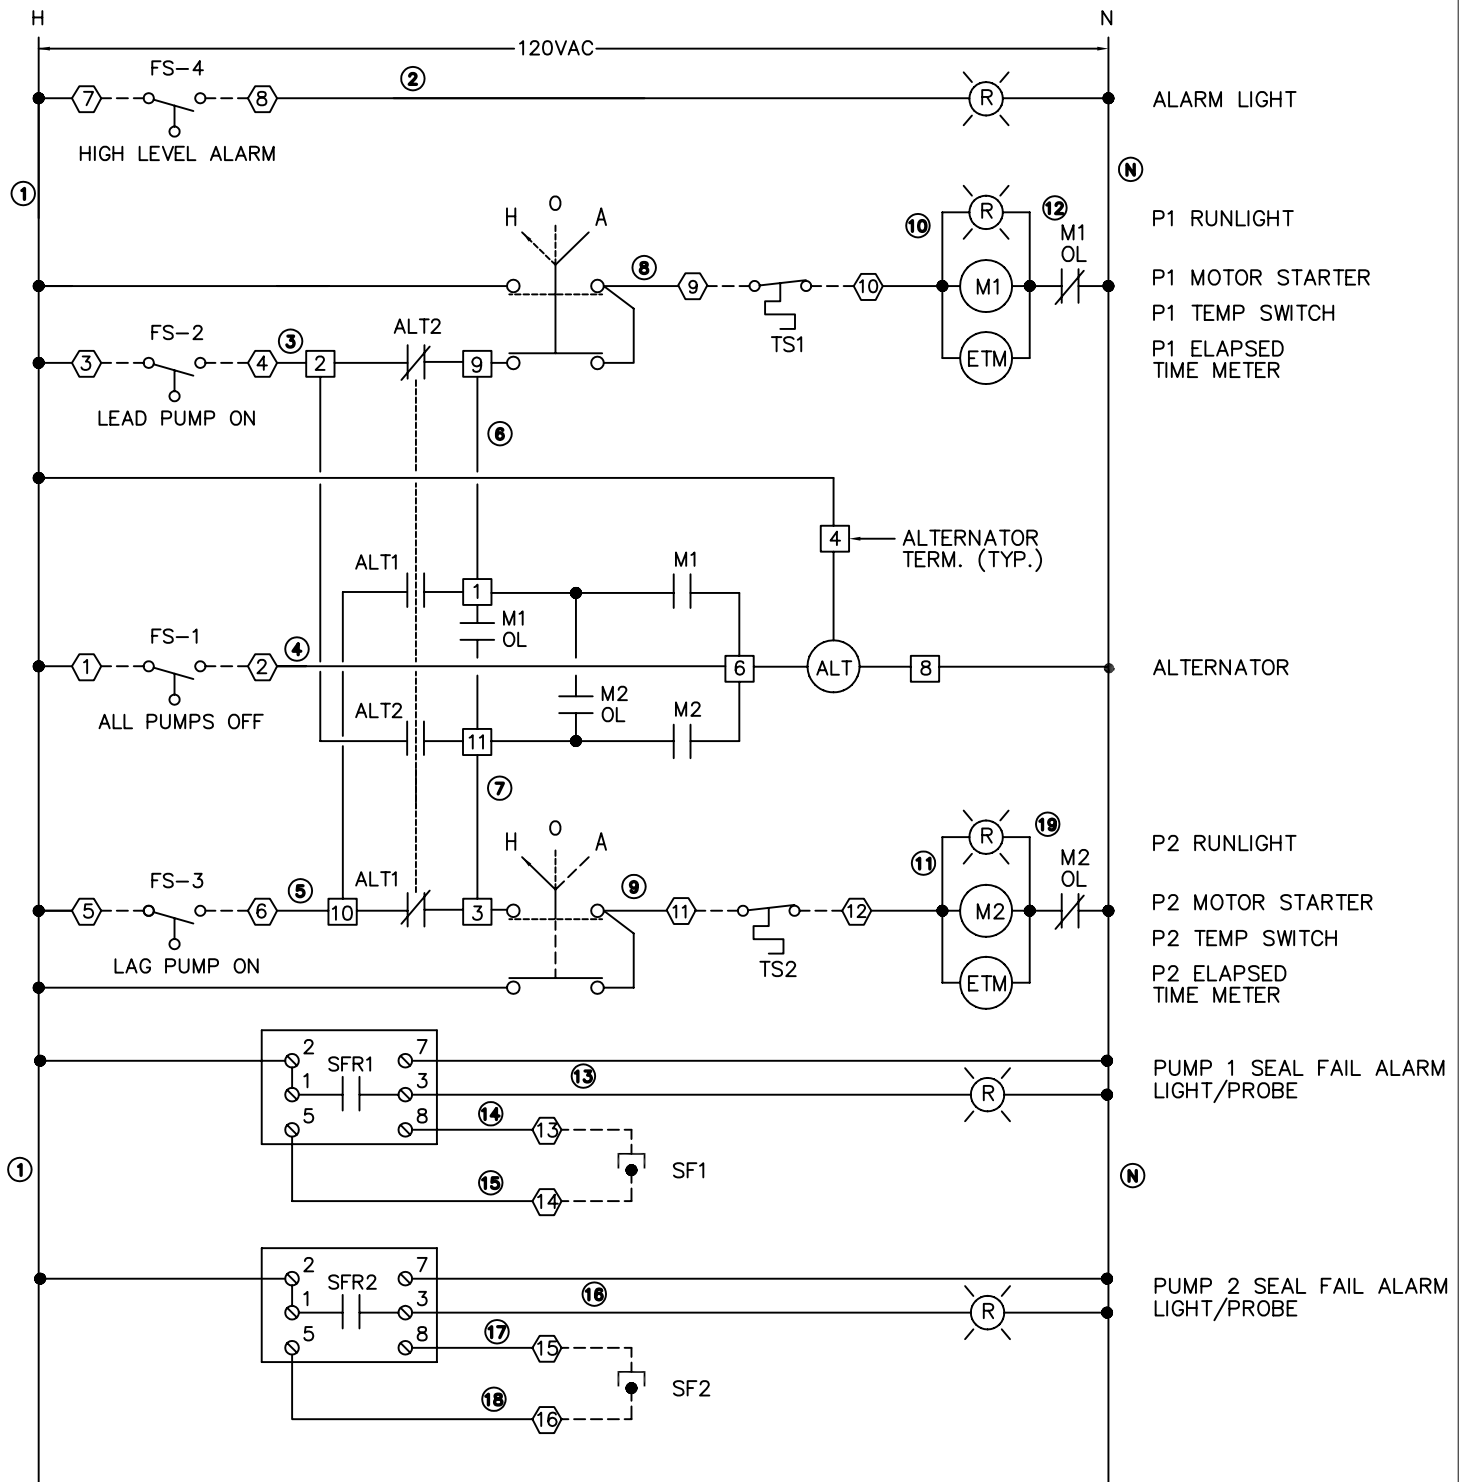 H N
120VAC
FS-4 2
7 8 R ALARM LIGHT
HIGH LEVEL ALARM
1 N
H O A
8 10 R 12 P1 RUNLIGHT
M1
OL
9 10 M1 P1 MOTOR STARTER
TS1 P1 TEMP SWITCH
FS-2 3 ALT2
3 4 2 9 ETM P1 ELAPSED
TIME METER
LEAD PUMP ON
6
4 ALTERNATOR
TERM. (TYP.)
ALT1 1 M1
M1
OL
FS-1 4
1 2 6 ALT 8 ALTERNATOR
ALL PUMPS OFF
M2
OL
ALT2 11 M2
7
H O A
9 11 R 19 P2 RUNLIGHT
M2
OL
FS-3 5 ALT1
5 6 10 3 11 12 M2 P2 MOTOR STARTER
LAG PUMP ON
TS2 P2 TEMP SWITCH
ETM P2 ELAPSED
TIME METER
2 SFR1 7 PUMP 1 SEAL FAIL ALARM
1 3 13 R LIGHT/PROBE
5 8 14 13
SF1
1 N
15 14
2 SFR2 7 PUMP 2 SEAL FAIL ALARM
1 3 16 R LIGHT/PROBE
5 8 17 15
SF2
18 16